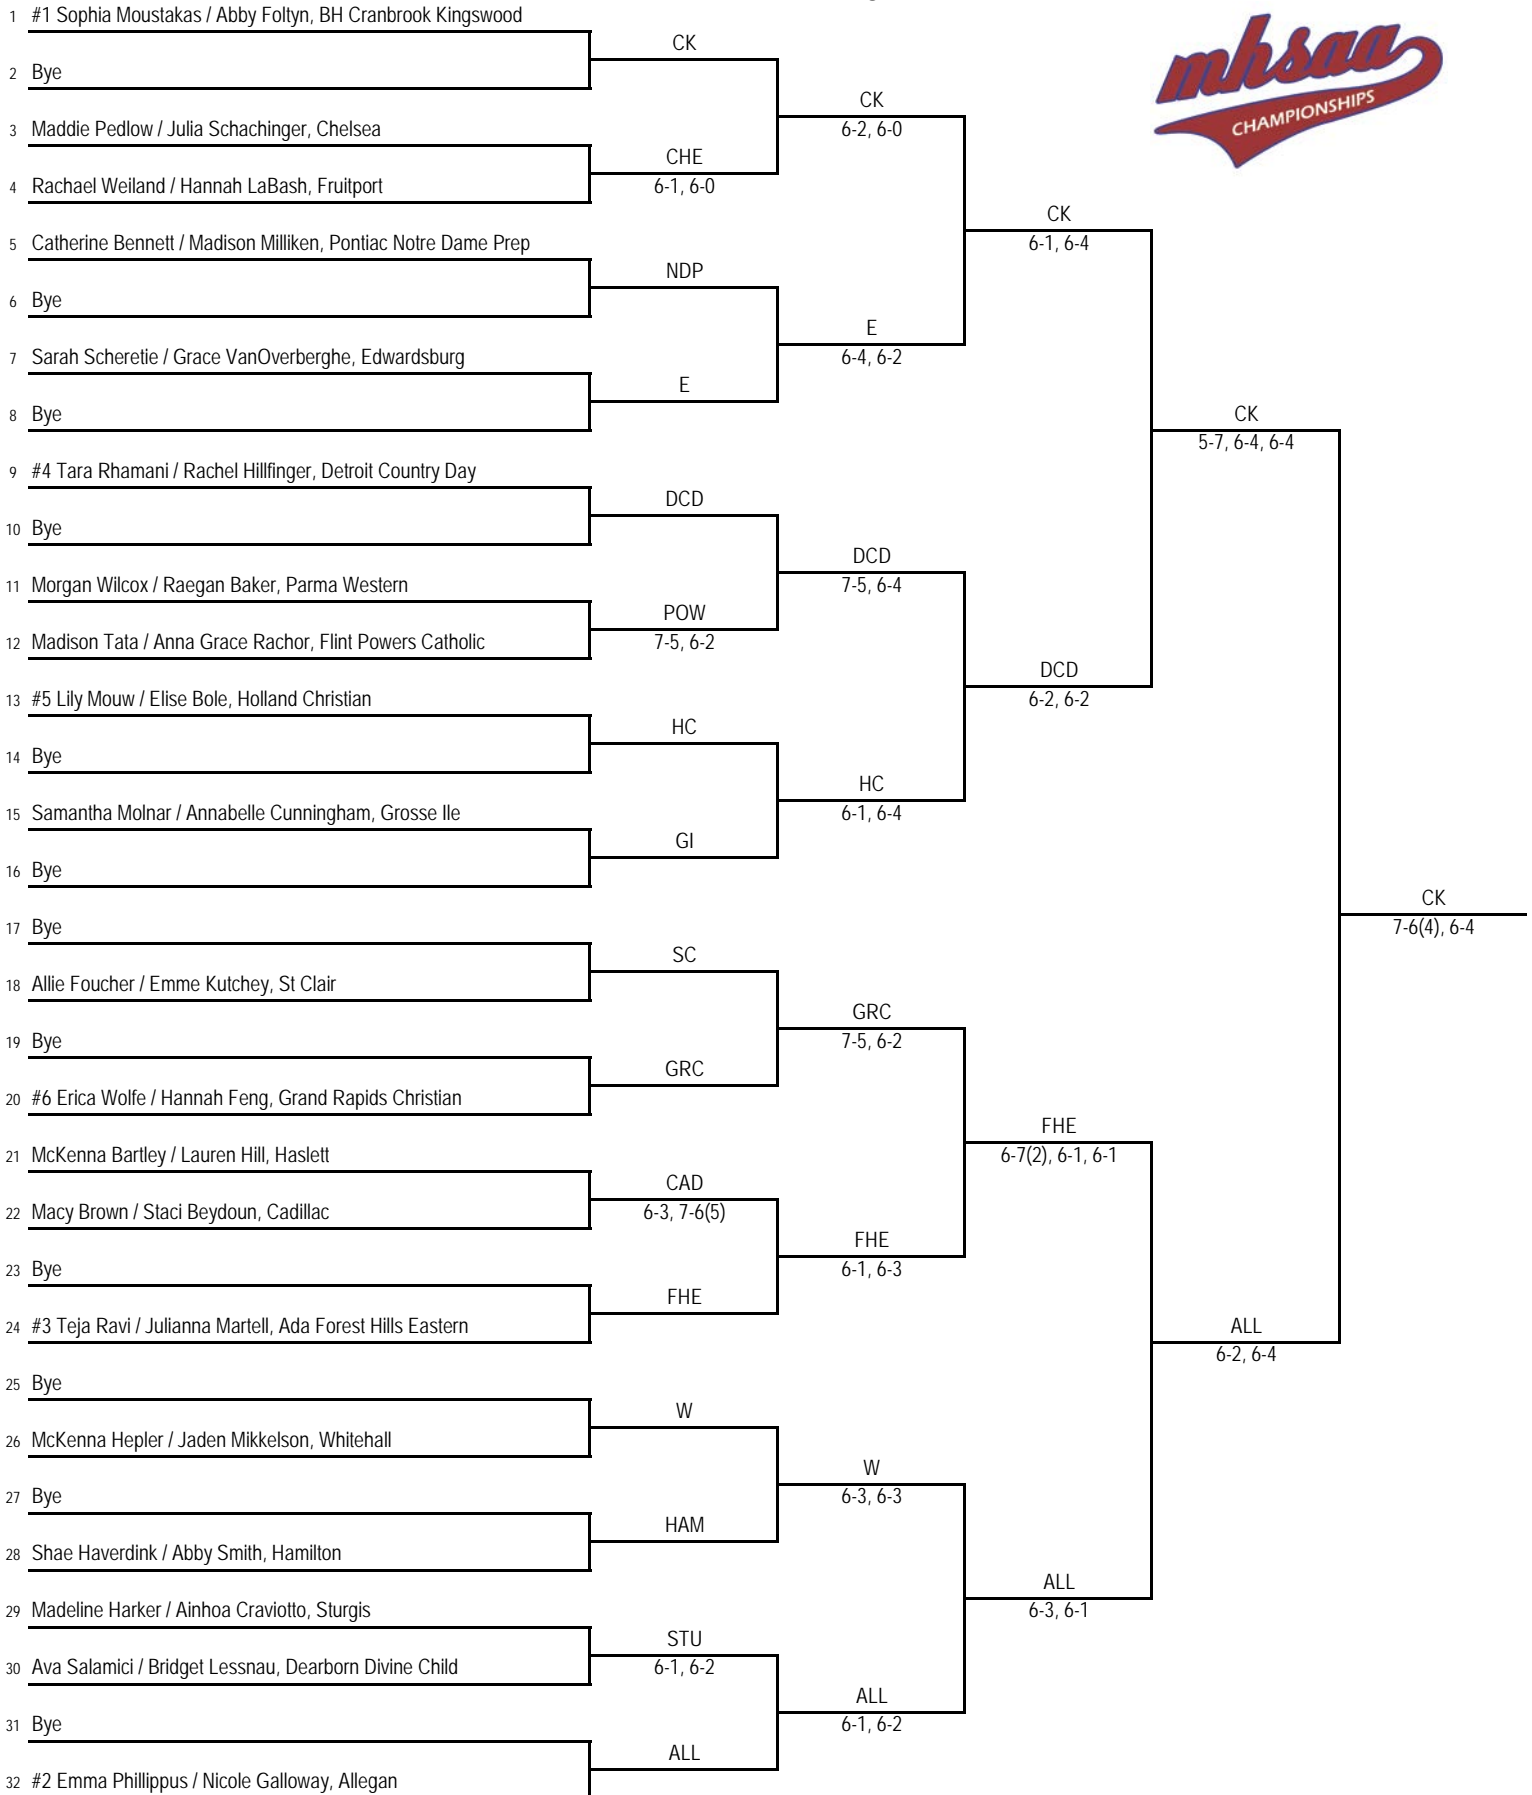 mhsaa
CHAMPIONSHIPS
1 #1 Sophia Moustakas / Abby Foltyn, BH Cranbrook Kingswood
CK
2 Bye
CK
6-2, 6-0
3 Maddie Pedlow / Julia Schachinger, Chelsea
CHE
6-1, 6-0
4 Rachael Weiland / Hannah LaBash, Fruitport
CK
6-1, 6-4
5 Catherine Bennett / Madison Milliken, Pontiac Notre Dame Prep
NDP
6 Bye
E
6-4, 6-2
7 Sarah Scheretie / Grace VanOverberghe, Edwardsburg
E
8 Bye
CK
5-7, 6-4, 6-4
9 #4 Tara Rhamani / Rachel Hillfinger, Detroit Country Day
DCD
10 Bye
DCD
7-5, 6-4
11 Morgan Wilcox / Raegan Baker, Parma Western
POW
7-5, 6-2
12 Madison Tata / Anna Grace Rachor, Flint Powers Catholic
DCD
6-2, 6-2
13 #5 Lily Mouw / Elise Bole, Holland Christian
HC
14 Bye
HC
6-1, 6-4
15 Samantha Molnar / Annabelle Cunningham, Grosse Ile
GI
16 Bye
CK
7-6(4), 6-4
17 Bye
SC
18 Allie Foucher / Emme Kutchey, St Clair
GRC
7-5, 6-2
19 Bye
GRC
20 #6 Erica Wolfe / Hannah Feng, Grand Rapids Christian
FHE
6-7(2), 6-1, 6-1
21 McKenna Bartley / Lauren Hill, Haslett
CAD
6-3, 7-6(5)
22 Macy Brown / Staci Beydoun, Cadillac
FHE
6-1, 6-3
23 Bye
FHE
24 #3 Teja Ravi / Julianna Martell, Ada Forest Hills Eastern
ALL
6-2, 6-4
25 Bye
W
26 McKenna Hepler / Jaden Mikkelson, Whitehall
W
6-3, 6-3
27 Bye
HAM
28 Shae Haverdink / Abby Smith, Hamilton
ALL
6-3, 6-1
29 Madeline Harker / Ainhoa Craviotto, Sturgis
STU
6-1, 6-2
30 Ava Salamici / Bridget Lessnau, Dearborn Divine Child
ALL
6-1, 6-2
31 Bye
ALL
32 #2 Emma Phillippus / Nicole Galloway, Allegan